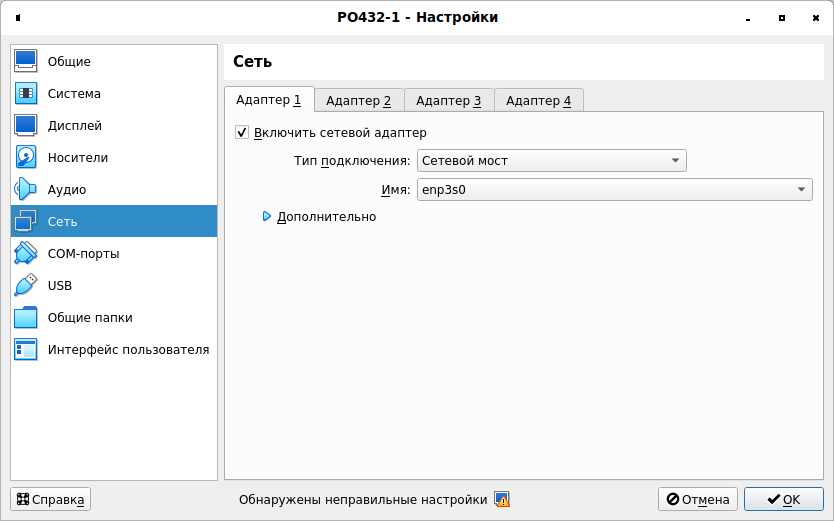 PO432-1 - Настройки
Общие
Система
Дисплей
Носители
Аудио
Сеть
COM-порты
USB
Общие папки
Интерфейс пользователя
Сеть
Адаптер 1 Адаптер 2 Адаптер 3 Адаптер 4
Включить сетевой адаптер
Тип подключения: Сетевой мост
Имя: enp3s0
Дополнительно
Справка Обнаружены неправильные настройки Отмена OK